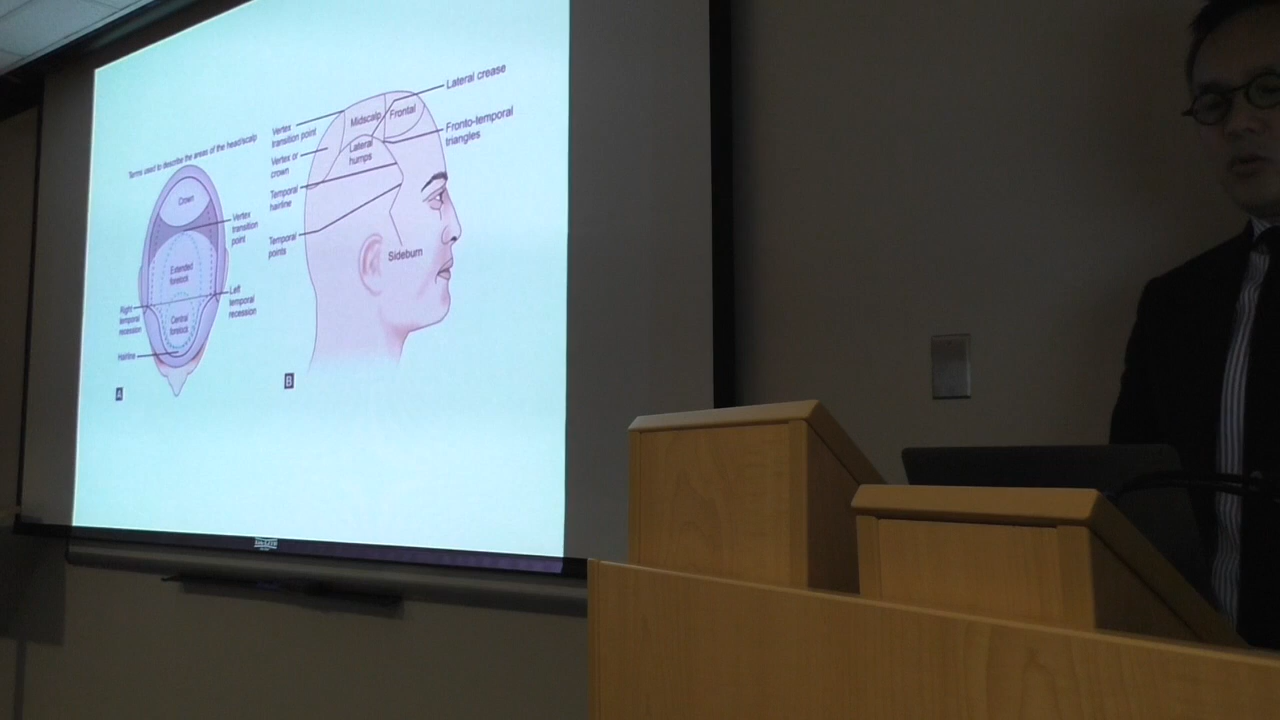 Terms used to describe the areas of the head/scalp
Crown
Vertex
transition
point
Extended
forelock
Right
temporal
recession
Left
temporal
recession
Central
forelock
Hairline
A
Lateral crease
Vertex
transition point
Midscalp
Frontal
Fronto-temporal
triangles
Vertex or
crown
Lateral
humps
Temporal
hairline
Temporal
points
Sideburn
B